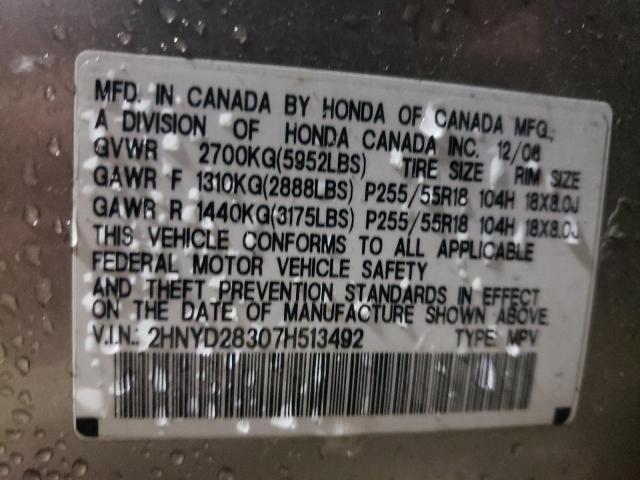 MFD. IN CANADA BY HONDA OF CANADA MFG.,
A DIVISION OF HONDA CANADA INC. 12/06
GVWR 2700KG(5952LBS) TIRE SIZE RIM SIZE
GAWR F 1310KG(2888LBS) P255/55R18 104H 18X8.0J
GAWR R 1440KG(3175LBS) P255/55R18 104H 18X8.0J
THIS VEHICLE CONFORMS TO ALL APPLICABLE
FEDERAL MOTOR VEHICLE SAFETY
AND THEFT PREVENTION STANDARDS IN EFFECT
ON THE DATE OF MANUFACTURE SHOWN ABOVE.
V.I.N.: 2HNYD28307H513492 TYPE: MPV